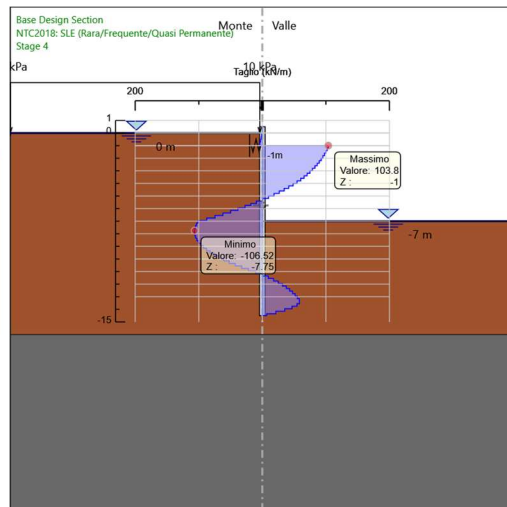 Base Design Section
NTC2018: SLE (Rara/Frequente/Quasi Permanente)
Stage 4
Monte Valle
kPa
10 kPa
Taglio (kN/m)
200
200
1
0
0 m
-1m
Massimo
Valore: 103.8
Z : -1
-7 m
Minimo
Valore: -106.52
Z : -7.75
-15